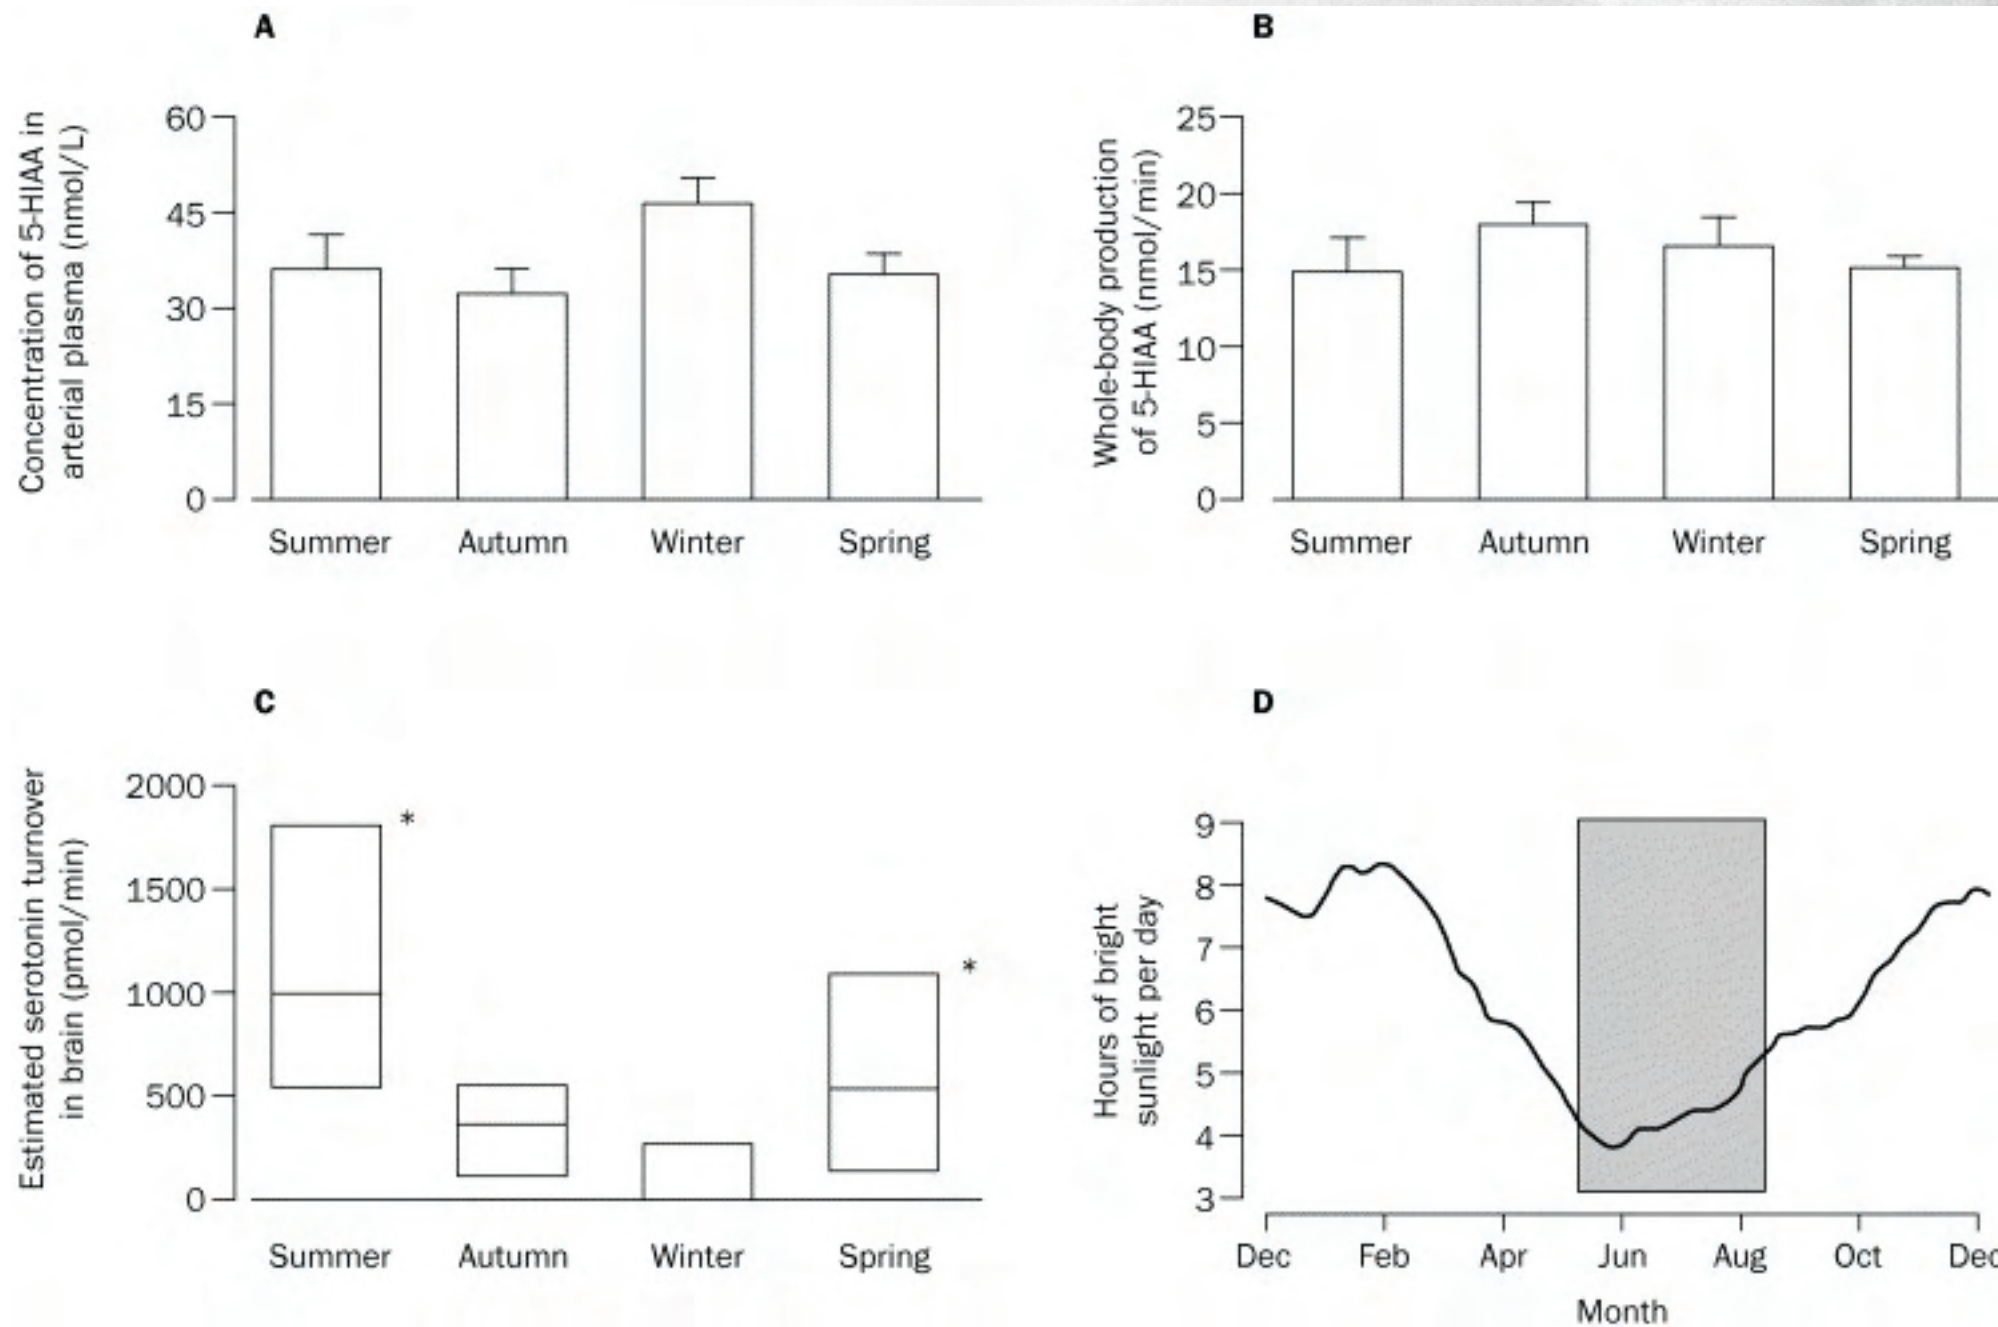 A
Concentration of 5-HIAA in
arterial plasma (nmol/L)
60
45
30
15
0
Summer Autumn Winter Spring
B
Whole-body production
of 5-HIAA (nmol/min)
25
20
15
10
5
0
Summer Autumn Winter Spring
C
Estimated serotonin turnover
in brain (pmol/min)
2000
1500
1000
500
0
*
*
Summer Autumn Winter Spring
D
Hours of bright
sunlight per day
9
8
7
6
5
4
3
Dec Feb Apr Jun Aug Oct Dec
Month